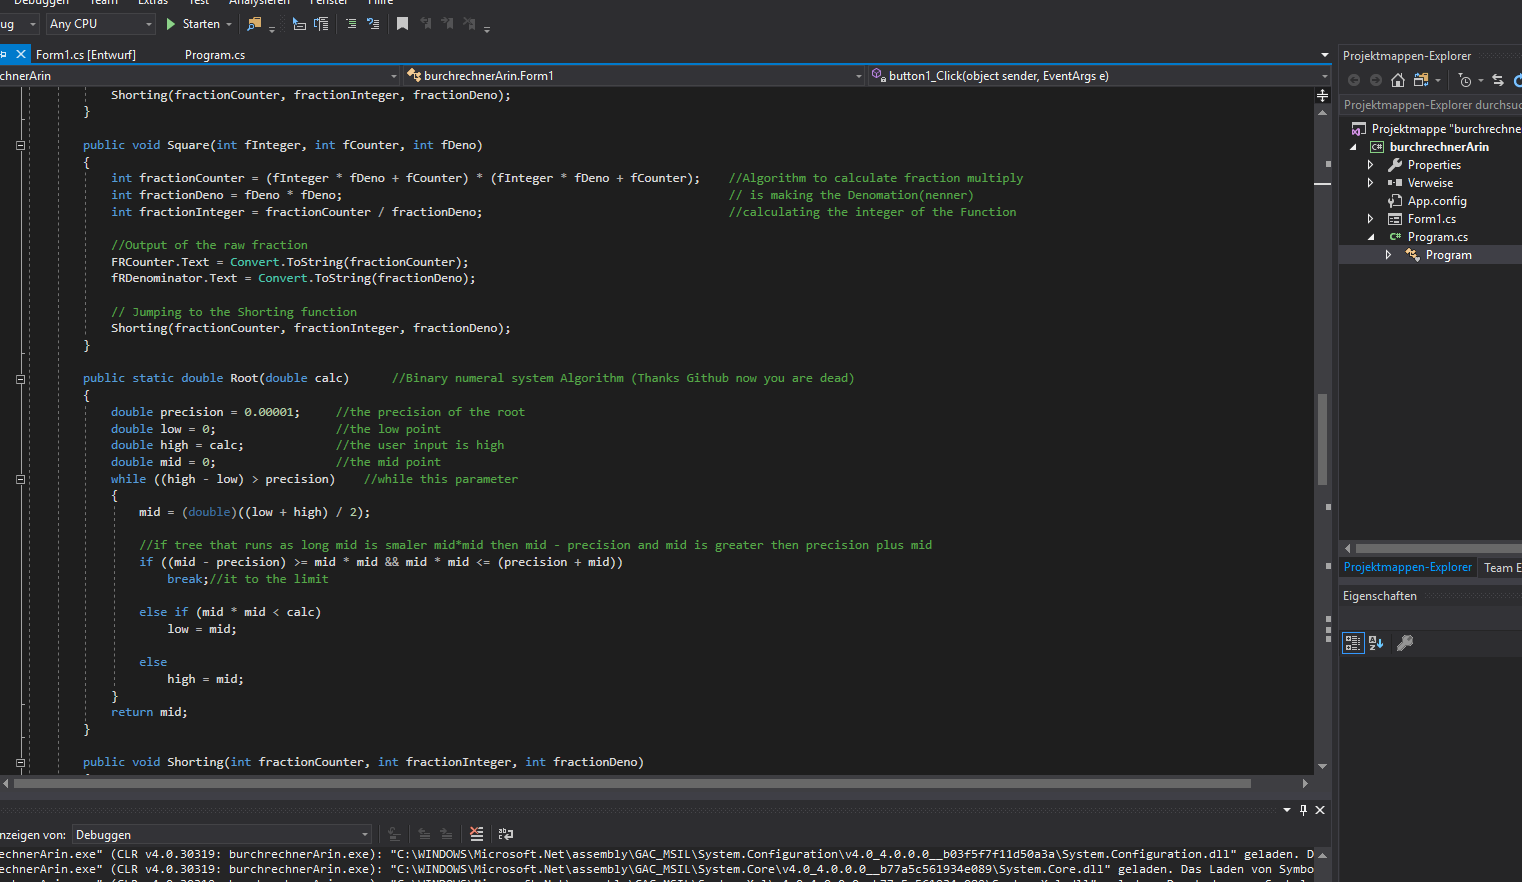 Debuggen Team Extras Test Analysieren Fenster Hilfe
ug Any CPU Starten
Form1.cs [Entwurf] Program.cs
chnerArin burchrechnerArin.Form1 button1_Click(object sender, EventArgs e)
Shorting(fractionCounter, fractionInteger, fractionDeno);
}
public void Square(int fInteger, int fCounter, int fDeno)
{
int fractionCounter = (fInteger * fDeno + fCounter) * (fInteger * fDeno + fCounter); //Algorithm to calculate fraction multiply
int fractionDeno = fDeno * fDeno; // is making the Denomation(nenner)
int fractionInteger = fractionCounter / fractionDeno; //calculating the integer of the Function
//Output of the raw fraction
FRCounter.Text = Convert.ToString(fractionCounter);
fRDenominator.Text = Convert.ToString(fractionDeno);
// Jumping to the Shorting function
Shorting(fractionCounter, fractionInteger, fractionDeno);
}
public static double Root(double calc) //Binary numeral system Algorithm (Thanks Github now you are dead)
{
double precision = 0.00001; //the precision of the root
double low = 0; //the low point
double high = calc; //the user input is high
double mid = 0; //the mid point
while ((high - low) > precision) //while this parameter
{
mid = (double)((low + high) / 2);
//if tree that runs as long mid is smaler mid*mid then mid - precision and mid is greater then precision plus mid
if ((mid - precision) >= mid * mid && mid * mid <= (precision + mid))
break;//it to the limit
else if (mid * mid < calc)
low = mid;
else
high = mid;
}
return mid;
}
public void Shorting(int fractionCounter, int fractionInteger, int fractionDeno)
Projektmappen-Explorer
Projektmappen-Explorer durchsuc
Projektmappe "burchrechne
burchrechnerArin
Properties
Verweise
App.config
Form1.cs
Program.cs
Program
Projektmappen-Explorer Team E
Eigenschaften
nzeigen von: Debuggen
echnerArin.exe" (CLR v4.0.30319: burchrechnerArin.exe): "C:\WINDOWS\Microsoft.Net\assembly\GAC_MSIL\System.Configuration\v4.0_4.0.0.0__b03f5f7f11d50a3a\System.Configuration.dll" geladen. D
echnerArin.exe" (CLR v4.0.30319: burchrechnerArin.exe): "C:\WINDOWS\Microsoft.Net\assembly\GAC_MSIL\System.Core\v4.0_4.0.0.0__b77a5c561934e089\System.Core.dll" geladen. Das Laden von Symbo